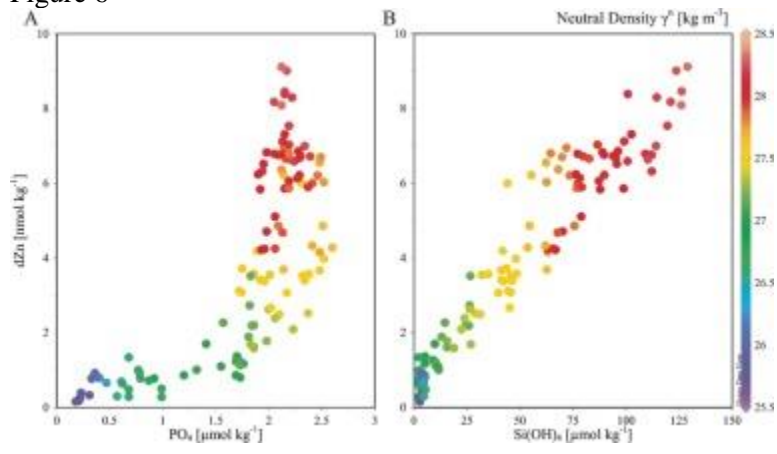 Figure 6
A
B
Neutral Density γⁿ [kg m⁻³]
10
8
6
4
2
0
dZn [nmol kg⁻¹]
0 0.5 1 1.5 2 2.5 3
PO₄ [μmol kg⁻¹]
10
8
6
4
2
0
0 25 50 75 100 125 150
Si(OH)₄ [μmol kg⁻¹]
28.5
28
27.5
27
26.5
26
25.5